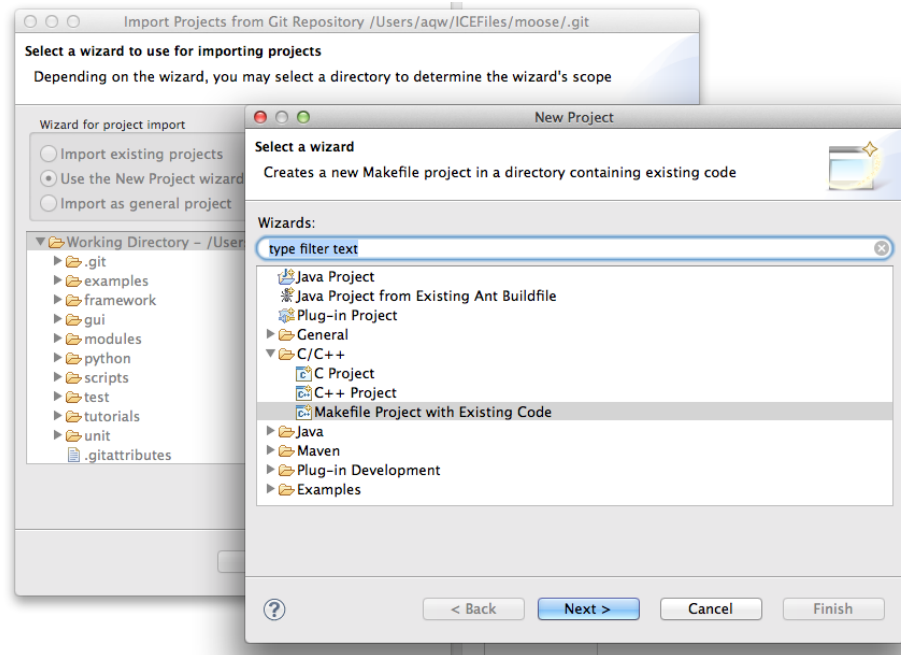 Import Projects from Git Repository /Users/aqw/ICEFiles/moose/.git
Select a wizard to use for importing projects
Depending on the wizard, you may select a directory to determine the wizard's scope
Wizard for project import
Import existing projects
Use the New Project wizard
Import as general project
Working Directory – /User
.git
examples
framework
gui
modules
python
scripts
test
tutorials
unit
.gitattributes
New Project
Select a wizard
Creates a new Makefile project in a directory containing existing code
Wizards:
type filter text
Java Project
Java Project from Existing Ant Buildfile
Plug-in Project
General
C/C++
C Project
C++ Project
Makefile Project with Existing Code
Java
Maven
Plug-in Development
Examples
?
< Back
Next >
Cancel
Finish